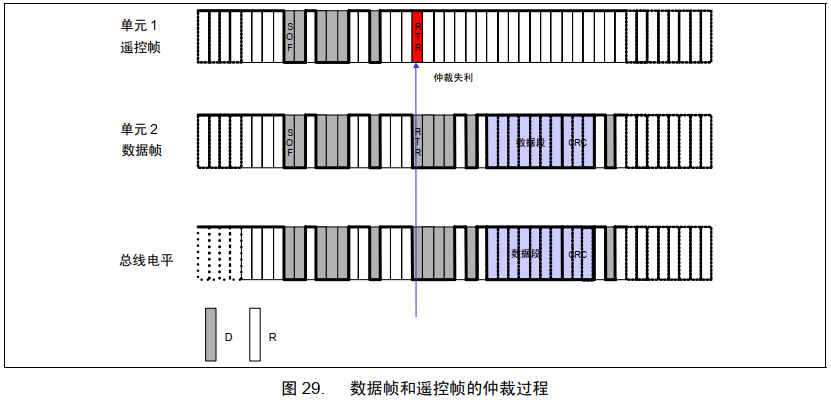 单元 1
遥控帧
SOF
RTR
仲裁失利
单元 2
数据帧
SOF
RTR
数据段
CRC
总线电平
数据段
CRC
D
R
图 29. 数据帧和遥控帧的仲裁过程